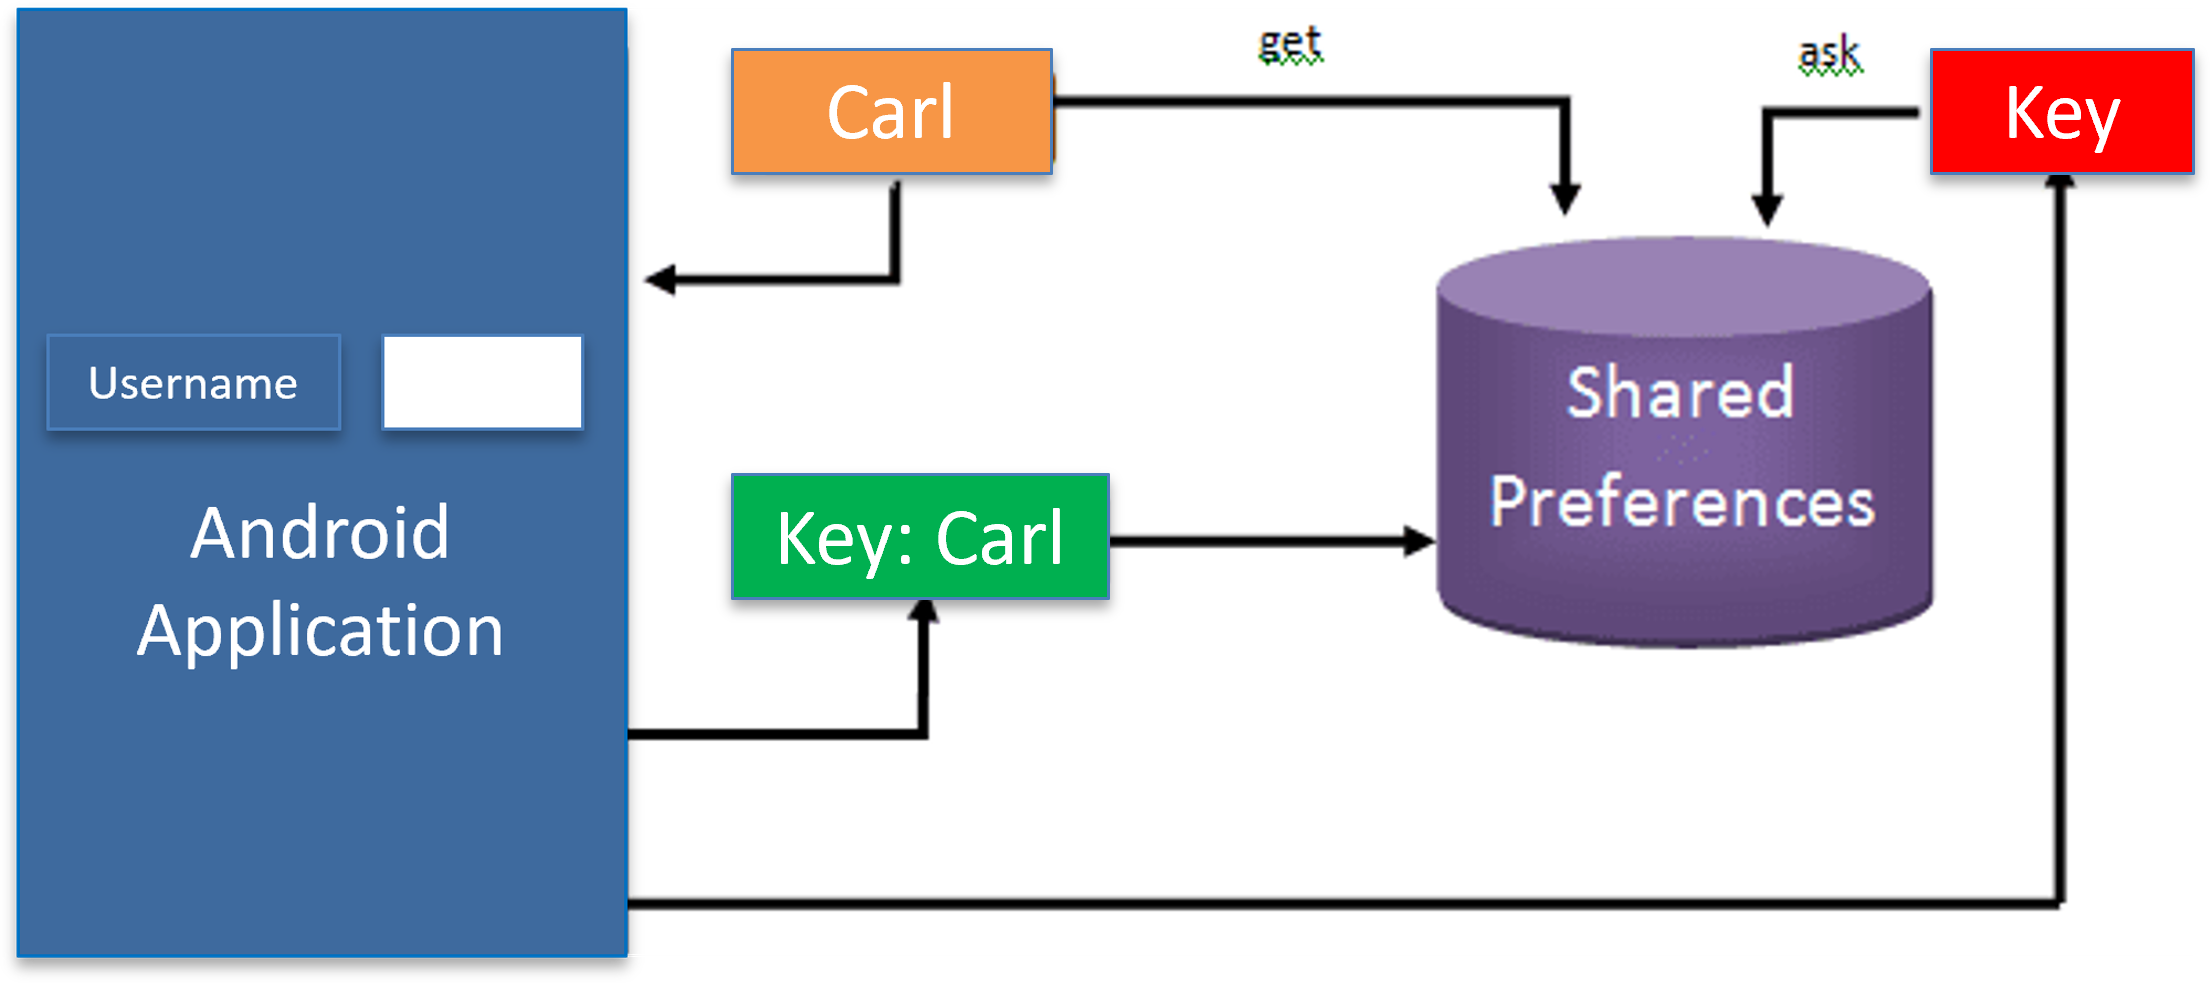 get
ask
Carl
Key
Username
Shared
Preferences
Key: Carl
Android
Application